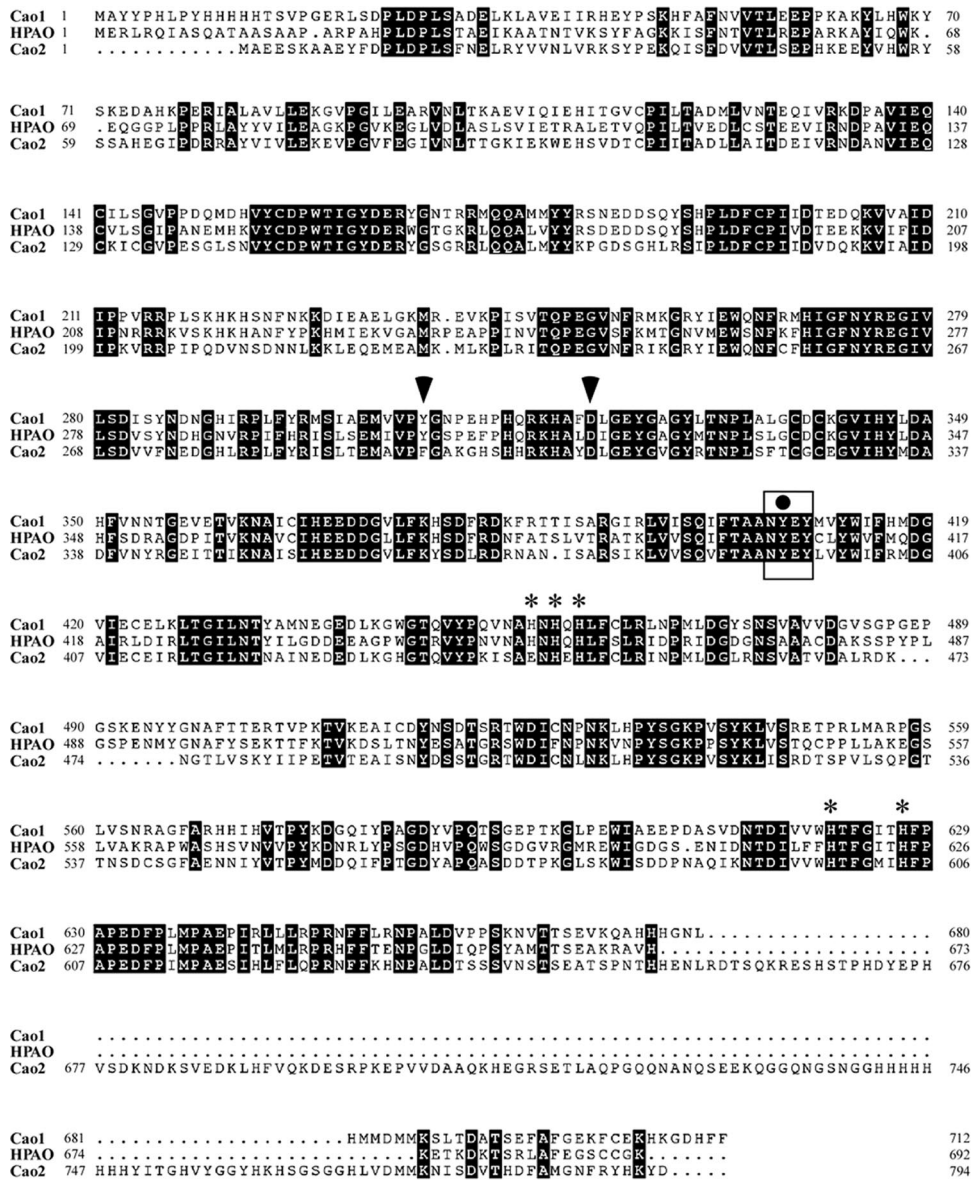 Cao1 1 MAYYPHLPYHHHHHTSVPGERLSDPLDPLSADELKLAVEIIRHEYPSKHFAFNVVTLEEPPKAKYLHWKY 70
HPAO 1 MERLRQIASQATAASAAP.ARPAHPLDPLSTAEIKAATNTVKSYFAGKKISFNTVTLREPARKAYIQWK. 68
Cao2 1 ............MAEESKAAEYFDPLDPLSFNELRYVVNLVRKSYPEKQISFDVVTLSEPHKEEYVHWRY 58
Cao1 71 SKEDAHKPERIALAVLLEKGVPGILEARVNLTKAEVIQIEHITGVCPILTADMLVNTEQIVRKDPAVIEQ 140
HPAO 69 .EQGGPLPPRLAYYVILEAGKPGVKEGLVDLASLSVIETRALETVQPILTVEDLCSTEEVIRNDPAVIEQ 137
Cao2 59 SSAHEGIPDRRAYVIVLEKEVPGVFEGIVNLTTGKIEKWEHSVDTCPIITADLLAITDEIVRNDANVIEQ 128
Cao1 141 CILSGVPPDQMDHVYCDPWTIGYDERYGNTRRMQQAMMYYRSNEDDSQYSHPLDFCPIIDTEDQKVVAID 210
HPAO 138 CVLSGIPANEMHKVYCDPWTIGYDERWGTGKRLQQALVYYRSDEDDSQYSHPLDFCPIVDTEEKKVIFID 207
Cao2 129 CKICGVPESGLSNVYCDPWTIGYDERYGSGRRLQQALMYYKPGDSGHLRSIPLDFCPIVDVDQKKVIAID 198
Cao1 211 IPPVRRPLSKHKHSNFNKKDIEAELGKMR.EVKPISVTQPEGVNFRMKGRYIEWQNFRMHIGFNYREGIV 279
HPAO 208 IPNRRRKVSKHKHANFYPKHMIEKVGAMRPEAPPINVTQPEGVSFKMTGNVMEWSNFKFHIGFNYREGIV 277
Cao2 199 IPKVRRPIPQDVNSDNNLKKLEQEMEAMK.MLKPLRITQPEGVNFRIKGRYIEWQNFCFHIGFNYREGIV 267
Cao1 280 LSDISYNDNGHIRPLFYRMSIAEMVVPYGNPEHPHQRKHAFDLGEYGAGYLTNPLALGCDCKGVIHYLDA 349
HPAO 278 LSDVSYNDHGNVRPIFHRISLSEMIVPYGSPEFPHQRKHALDIGEYGAGYMTNPLSLGCDCKGVIHYLDA 347
Cao2 268 LSDVVFNEDGHLRPLFYRISLTEMAVPFGAKGHSHHRKHAYDLGEYGVGYRTNPLSFTCGCEGVIHYMDA 337
Cao1 350 HFVNNTGEVETVKNAICIHEEDDGVLFKHSDFRDKFRTTISARGIRLVISQIFTAANYEYMVYWIFHMDG 419
HPAO 348 HFSDRAGDPITVKNAVCIHEEDDGLLFKHSDFRDNFATSLVTRATKLVVSQIFTAANYEYCLYWVFMQDG 417
Cao2 338 DFVNYRGEITTIKNAISIHEEDDGVLFKYSDLRDRNAN.ISARSIKLVVSQVFTAANYEYLVYWIFRMDG 406
* * *
Cao1 420 VIECELKLTGILNTYAMNEGEDLKGWGTQVYPQVNAHNHQHLFCLRLNPMLDGYSNSVAVVDGVSGPGEP 489
HPAO 418 AIRLDIRLTGILNTYILGDDEEAGPWGTRVYPNVNAHNHQHLFSLRIDPRIDGDGNSAAACDAKSSPYPL 487
Cao2 407 VIECEIRLTGILNTNAINEDEDLKGHGTQVYPKISAENHEHLFCLRINPMLDGLRNSVATVDALRDK... 473
Cao1 490 GSKENYYGNAFTTERTVPKTVKEAICDYNSDTSRTWDICNPNKLHPYSGKPVSYKLVSRETPRLMARPGS 559
HPAO 488 GSPENMYGNAFYSEKTTFKTVKDSLTNYESATGRSWDIFNPNKVNPYSGKPPSYKLVSTQCPPLLAKEGS 557
Cao2 474 .......NGTLVSKYIIPETVTEAISNYDSSTGRTWDICNLNKLHPYSGKPVSYKLISRDTSPVLSQPGT 536
* *
Cao1 560 LVSNRAGFARHHIHVTPYKDGQIYPAGDYVPQTSGEPTKGLPEWIAEEPDASVDNTDIVVWHTFGITHFP 629
HPAO 558 LVAKRAPWASHSVNVVPYKDNRLYPSGDHVPQWSGDGVRGMREWIGDGS.ENIDNTDILFFHTFGITHFP 626
Cao2 537 TNSDCSGFAENNIYVTPYMDDQIFPTGDYAPQASDDTPKGLSKWISDDPNAQIKNTDIVVWHTFGMIHFP 606
Cao1 630 APEDFPLMPAEPIRLLLRPRNFFLRNPALDVPPSKNVTTSEVKQAHHHGNL................... 680
HPAO 627 APEDFPLMPAEPITLMLRPRHFFTENPGLDIQPSYAMTTSEAKRAVH....................... 673
Cao2 607 APEDFPIMPAESIHLFLQPRNFFKHNPALDTSSSVNSTSEATSPNTHHENLRDTSQKRESHSTPHDYEPH 676
Cao1 ......................................................................
HPAO ......................................................................
Cao2 677 VSDKNDKSVEDKLHFVQKDESRPKEPVVDAAQKHEGRSETLAQPGQQNANQSEEKQGGQNGSNGGHHHHH 746
Cao1 681 .....................HMMDMMKSLTDATSEFAFGEKFCEKHKGDHFF 712
HPAO 674 ...........................KETKDKTSRLAFEGSCCGK....... 692
Cao2 747 HHHYITGHVYGGYHKHSGSGGHLVDMMKNISDVTHDFAMGNFRYHKYD..... 794